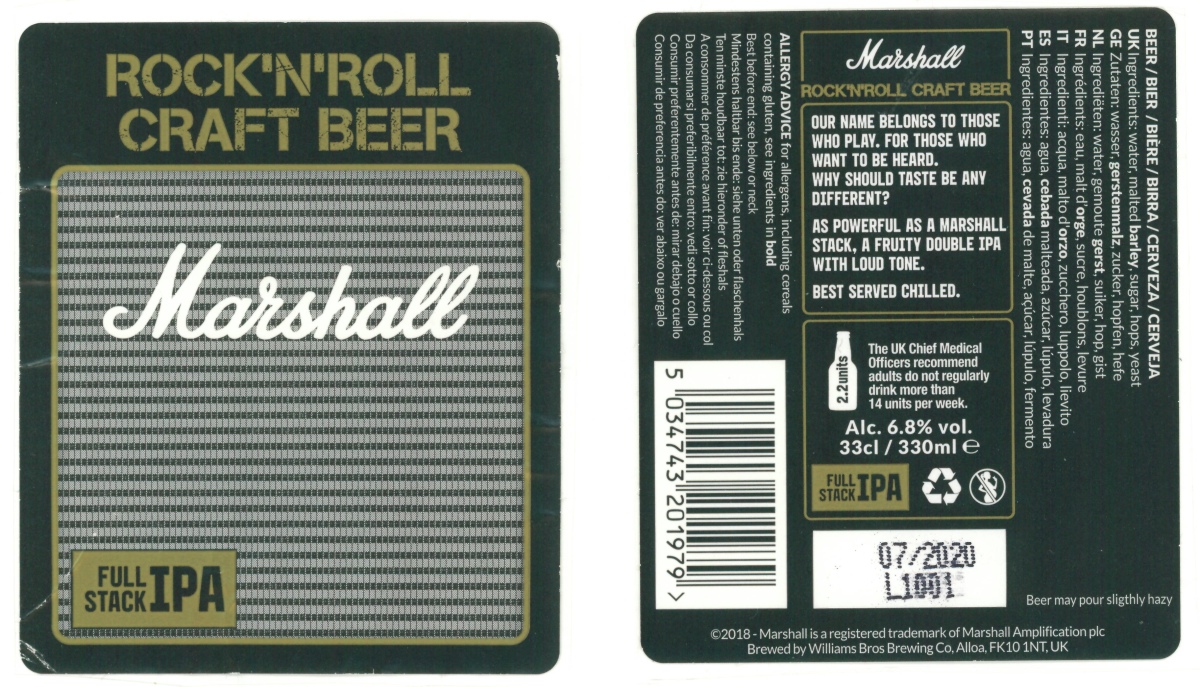 ROCK'N'ROLL
CRAFT BEER
Marshall
FULL
STACK IPA
BEER / BIER / BIÈRE / BIRRA / CERVEZA / CERVEJA
UK Ingredients: water, malted barley, sugar, hops, yeast
GE Zutaten: wasser, gerstenmalz, zucker, hopfen, hefe
NL Ingrediëten: water, gemoute gerst, suiker, hop, gist
FR Ingrédients: eau, malt d'orge, sucre, houblons, levure
IT Ingredienti: acqua, malto d'orzo, zucchero, luppolo, lievito
ES Ingredientes: agua, cebada malteada, azúcar, lúpulo, levadura
PT Ingredientes: agua, cevada de malte, açúcar, lúpulo, fermento
Marshall
ROCK'N'ROLL CRAFT BEER
OUR NAME BELONGS TO THOSE
WHO PLAY. FOR THOSE WHO
WANT TO BE HEARD.
WHY SHOULD TASTE BE ANY
DIFFERENT?
AS POWERFUL AS A MARSHALL
STACK, A FRUITY DOUBLE IPA
WITH LOUD TONE.
BEST SERVED CHILLED.
2.2units
The UK Chief Medical
Officers recommend
adults do not regularly
drink more than
14 units per week.
Alc. 6.8% vol.
33cl / 330ml ℮
FULL
STACK IPA
ALLERGY ADVICE for allergens, including cereals
containing gluten, see ingredients in bold
Best before end: see below or neck
Mindestens haltbar bis ende: siehe unten oder flaschenhals
Ten minste houdbaar tot: zie hieronder of fleshals
A consommer de préférence avant fin: voir ci-dessous ou col
Da consumarsi preferibilmente entro: vedi sotto or collo
Consumir preferentemente antes de: mirar debajo o cuello
Consumir de preferencia antes do: ver abaixo ou gargalo
5 034743 201979 >
07/2020
L1001
Beer may pour sligthly hazy
©2018 - Marshall is a registered trademark of Marshall Amplification plc
Brewed by Williams Bros Brewing Co, Alloa, FK10 1NT, UK